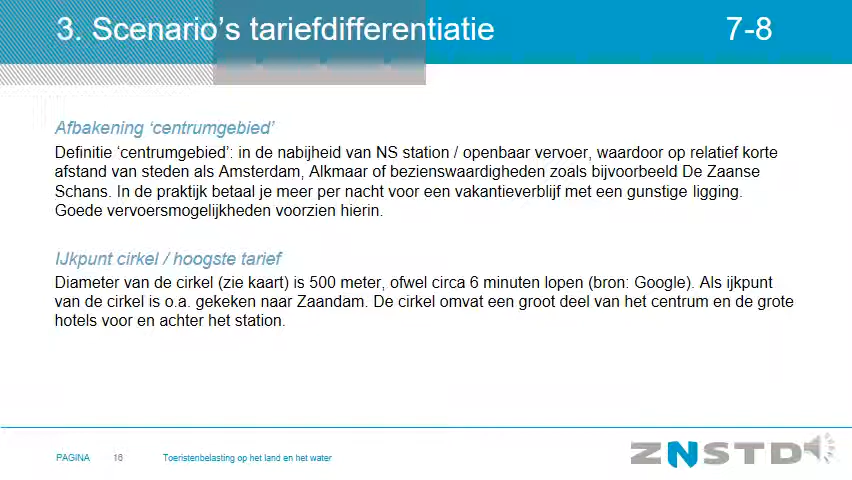 3. Scenario’s tariefdifferentiatie 7-8
Afbakening ‘centrumgebied’
Definitie ‘centrumgebied’: in de nabijheid van NS station / openbaar vervoer, waardoor op relatief korte
afstand van steden als Amsterdam, Alkmaar of bezienswaardigheden zoals bijvoorbeeld De Zaanse
Schans. In de praktijk betaal je meer per nacht voor een vakantieverblijf met een gunstige ligging.
Goede vervoersmogelijkheden voorzien hierin.
IJkpunt cirkel / hoogste tarief
Diameter van de cirkel (zie kaart) is 500 meter, ofwel circa 6 minuten lopen (bron: Google). Als ijkpunt
van de cirkel is o.a. gekeken naar Zaandam. De cirkel omvat een groot deel van het centrum en de grote
hotels voor en achter het station.
PAGINA 16 Toeristenbelasting op het land en het water
ZNSTD